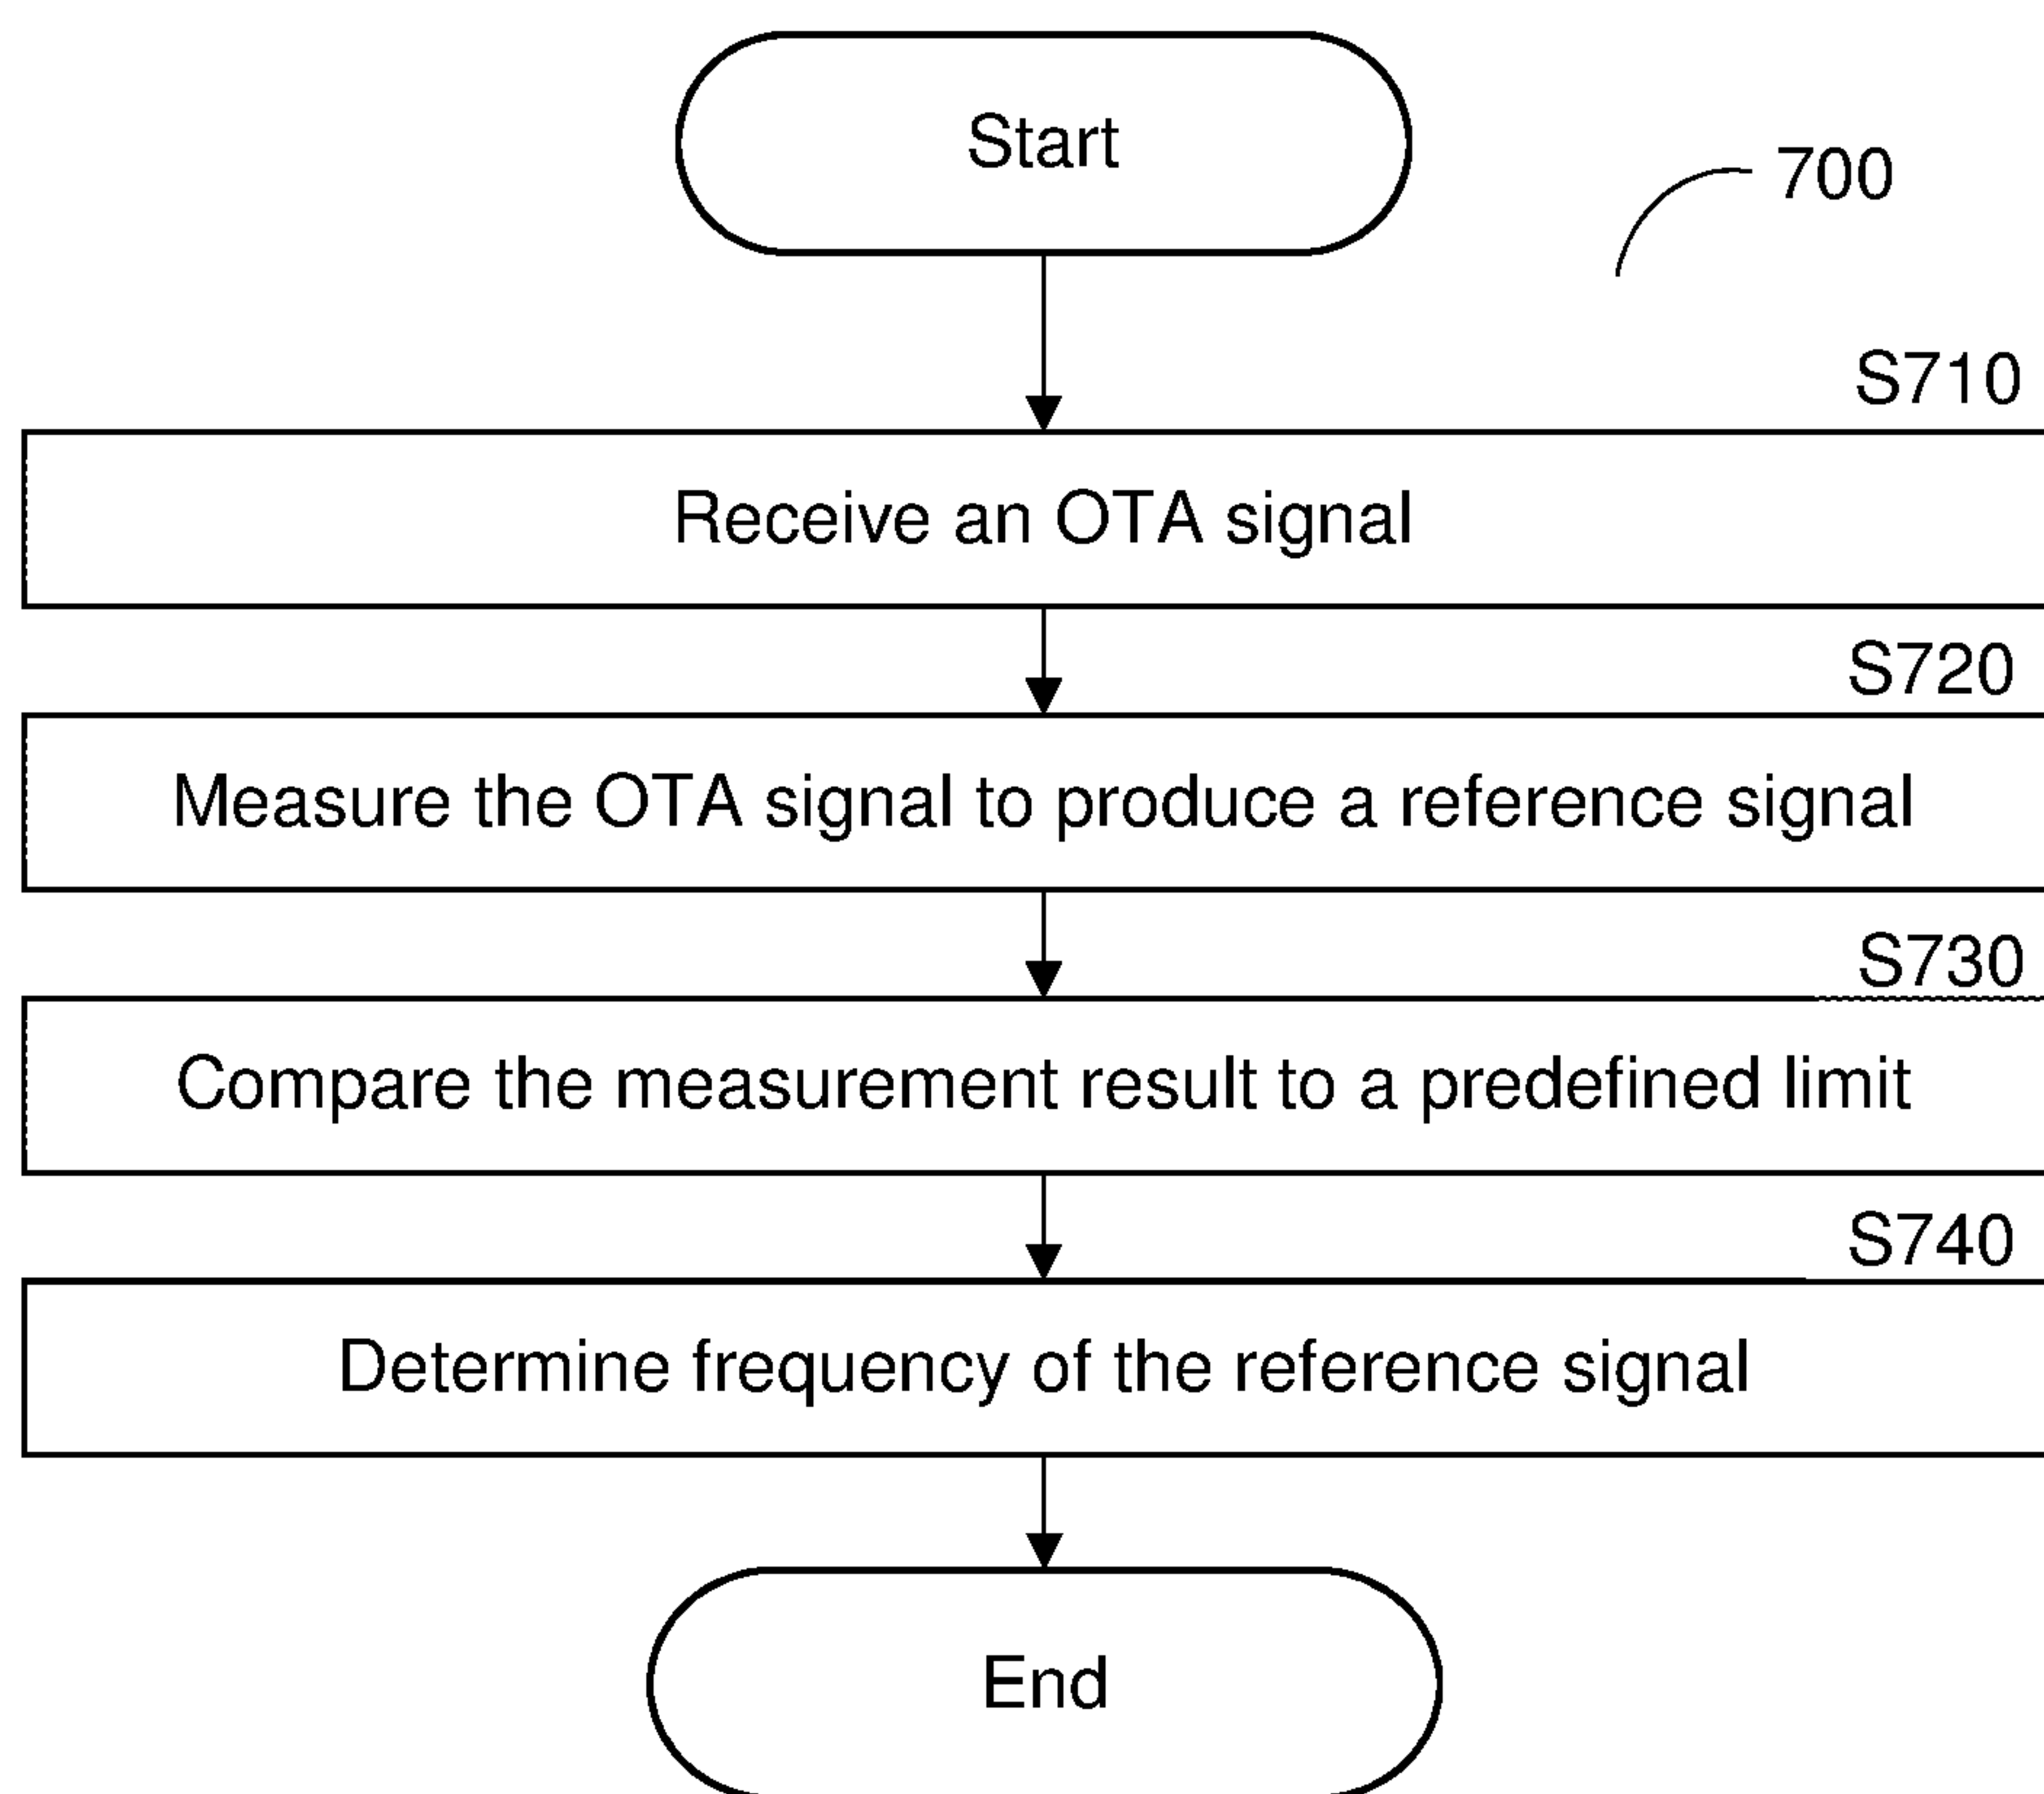 Start
700
S710
Receive an OTA signal
S720
Measure the OTA signal to produce a reference signal
S730
Compare the measurement result to a predefined limit
S740
Determine frequency of the reference signal
End